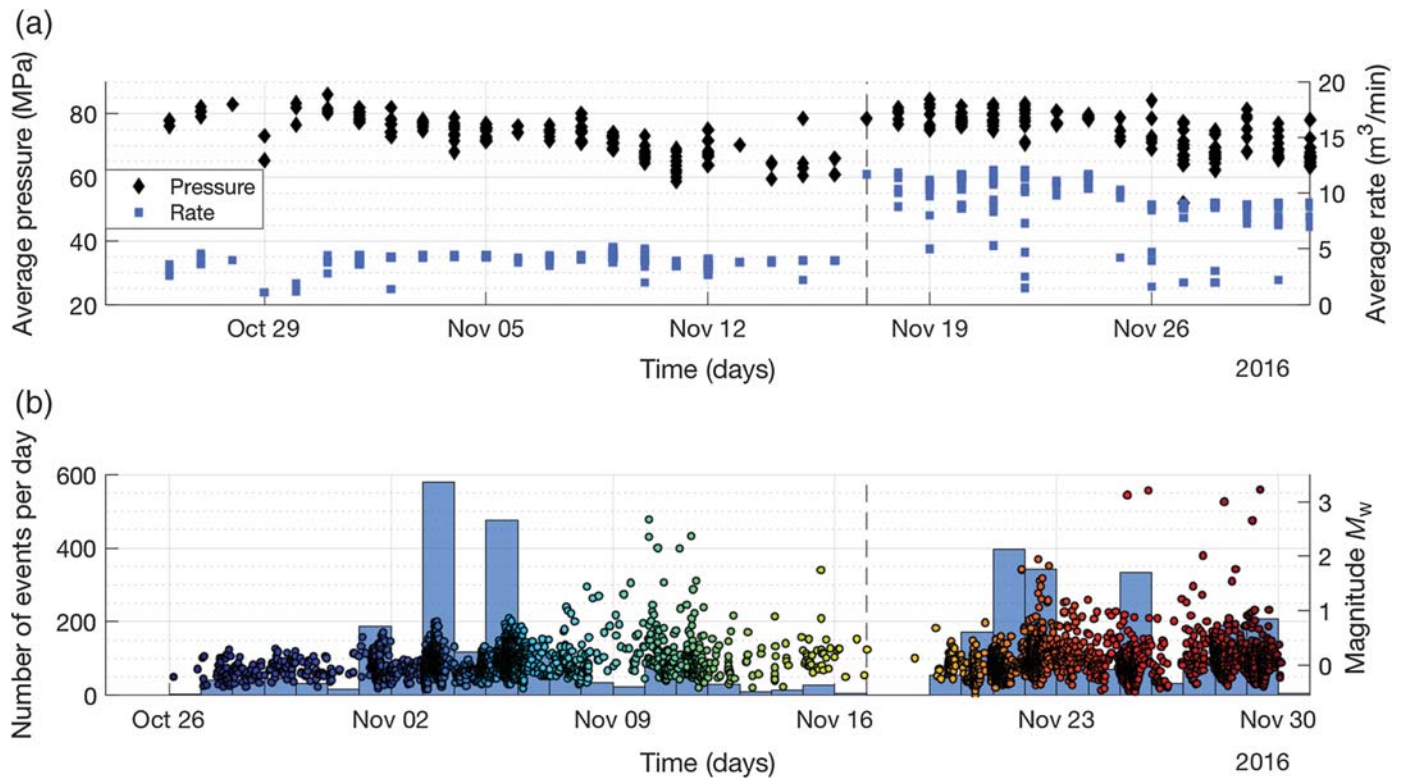 (a)
Average pressure (MPa)
80
60
40
20
Pressure
Rate
20
15
10
5
0
Average rate (m³/min)
Oct 29 Nov 05 Nov 12 Nov 19 Nov 26
Time (days) 2016
(b)
Number of events per day
600
400
200
0
3
2
1
0
Magnitude Mw
Oct 26 Nov 02 Nov 09 Nov 16 Nov 23 Nov 30
Time (days) 2016